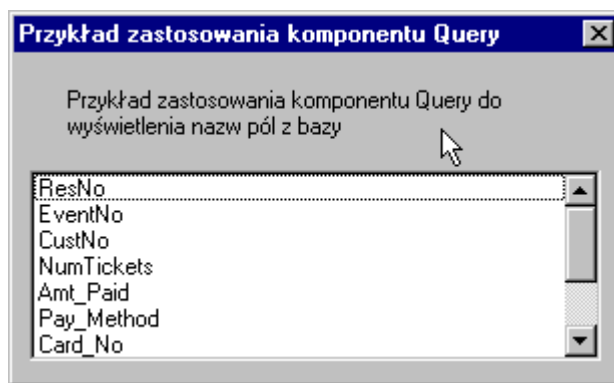 Przykład zastosowania komponentu Query
Przykład zastosowania komponentu Query do
wyświetlenia nazw pól z bazy
ResNo
EventNo
CustNo
NumTickets
Amt_Paid
Pay_Method
Card_No